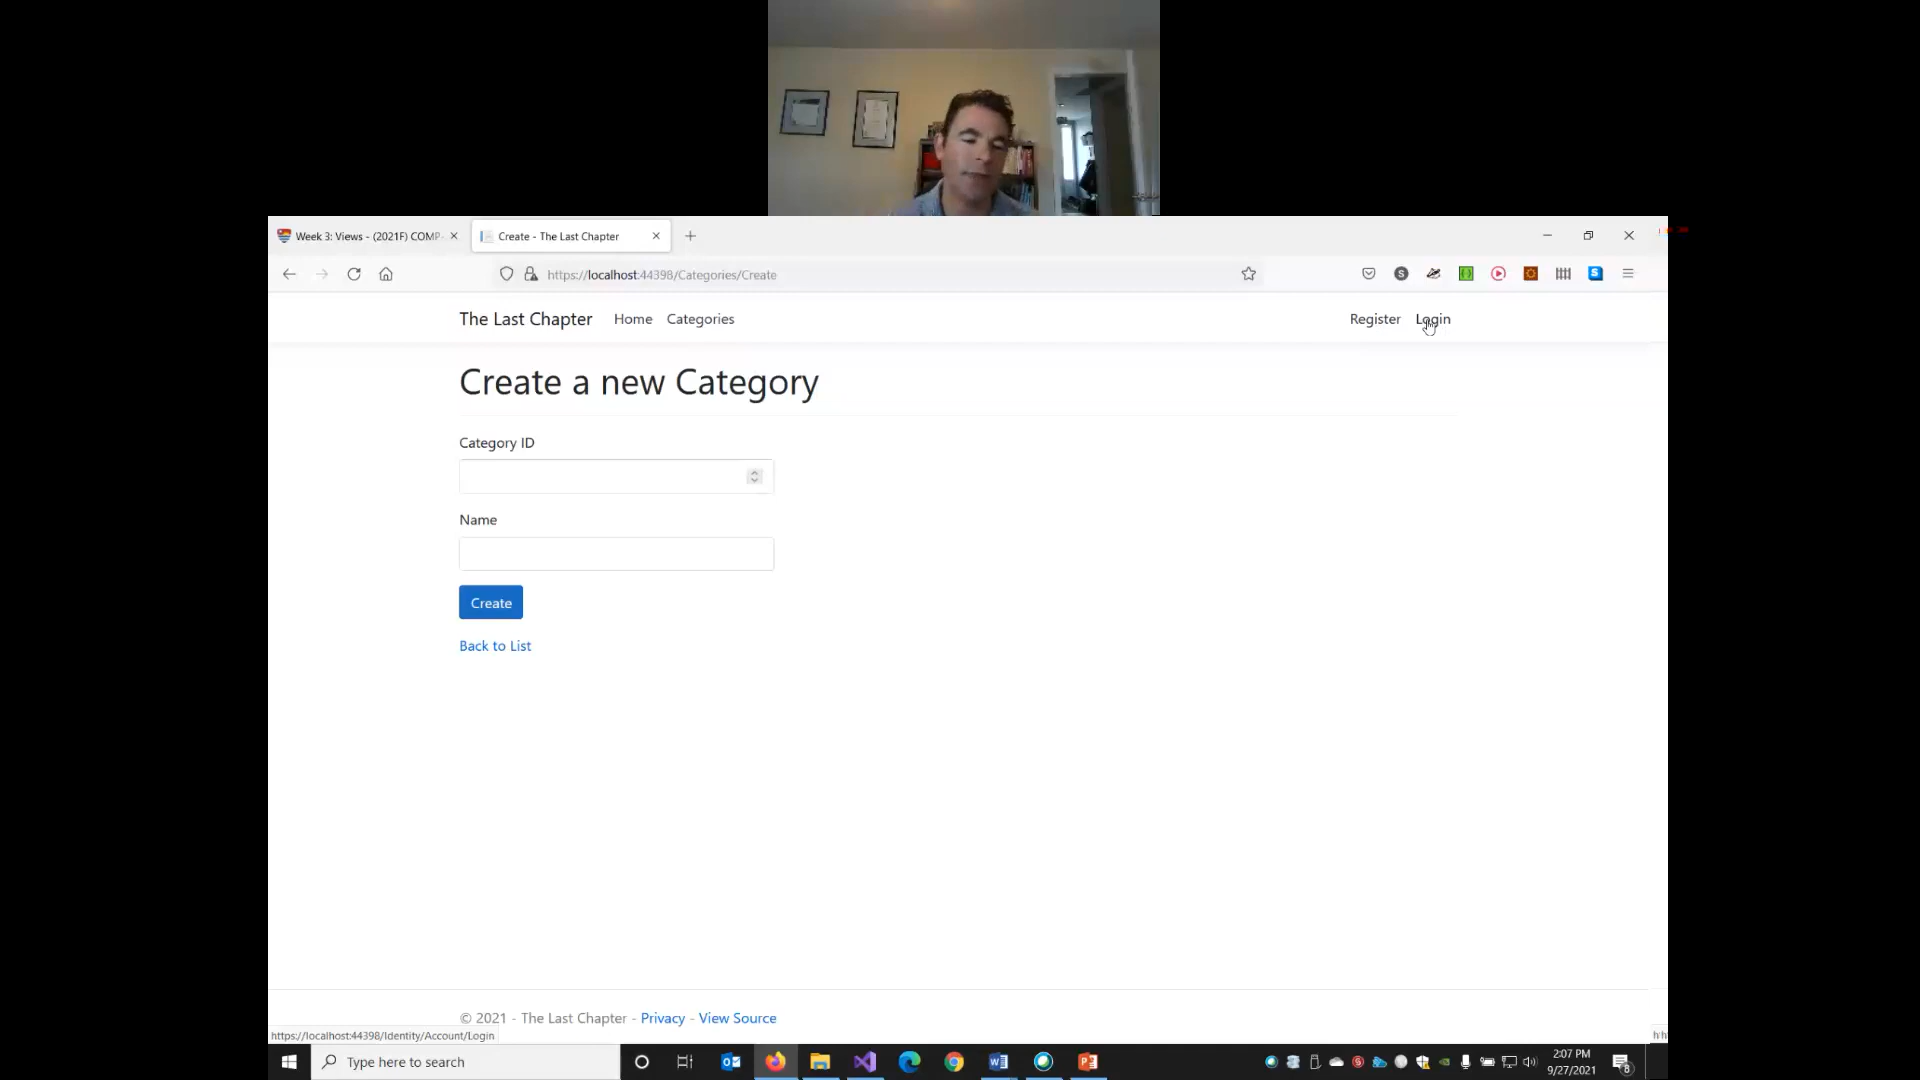 Week 3: Views - (2021F) COMP
Create - The Last Chapter
https://localhost:44398/Categories/Create
The Last Chapter
Home
Categories
Register
Login
Create a new Category
Category ID
Name
Create
Back to List
© 2021 - The Last Chapter - Privacy - View Source
https://localhost:44398/Identity/Account/Login
Type here to search
2:07 PM
9/27/2021
8